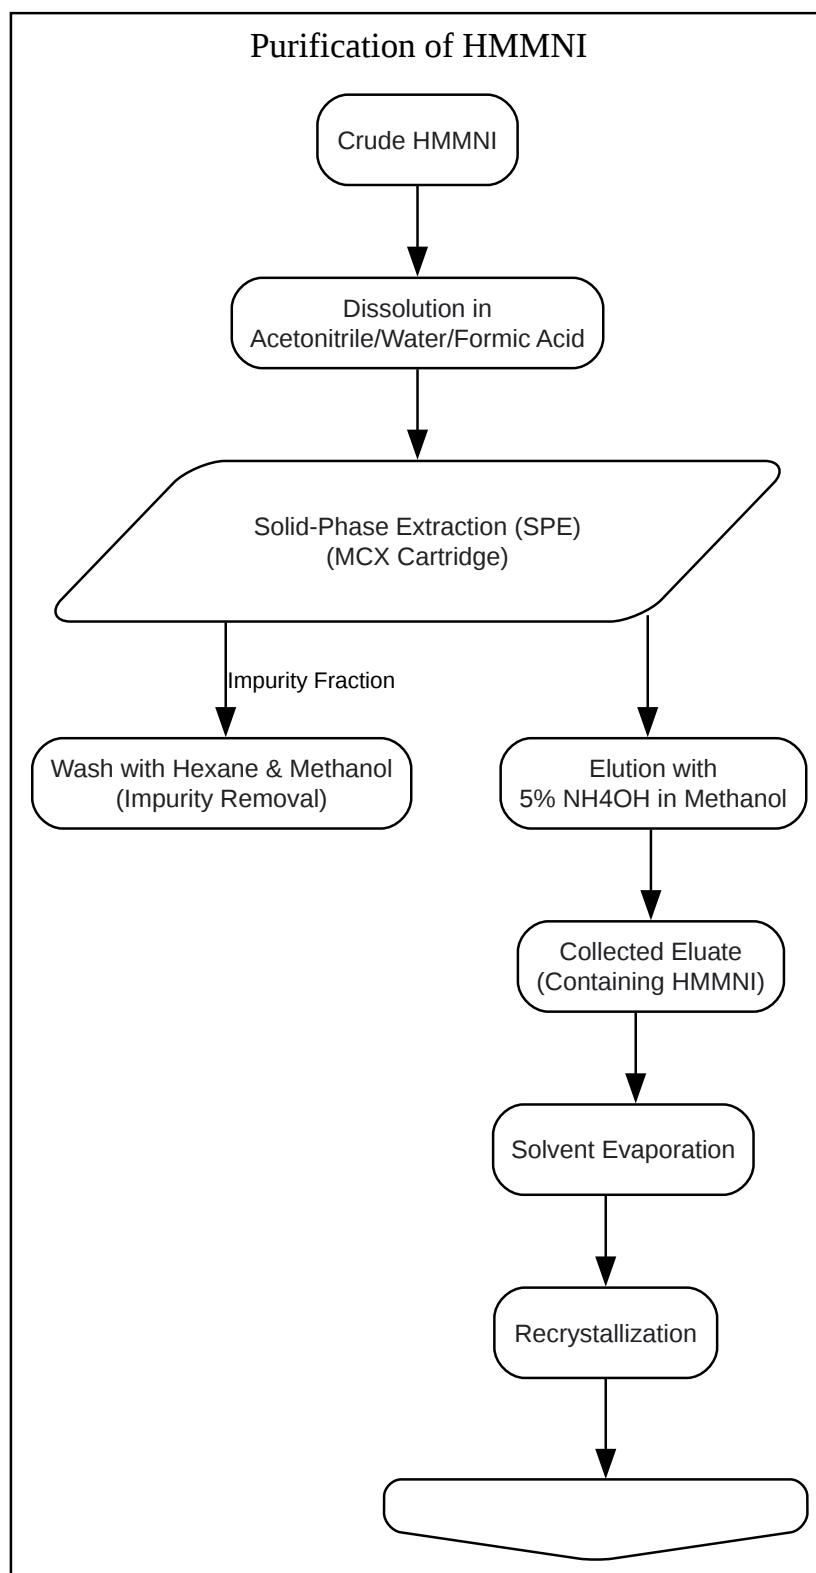 Purification of HMMNI
Crude HMMNI
Dissolution in
Acetonitrile/Water/Formic Acid
Solid-Phase Extraction (SPE)
(MCX Cartridge)
Impurity Fraction
Wash with Hexane & Methanol
(Impurity Removal)
Elution with
5% NH4OH in Methanol
Collected Eluate
(Containing HMMNI)
Solvent Evaporation
Recrystallization